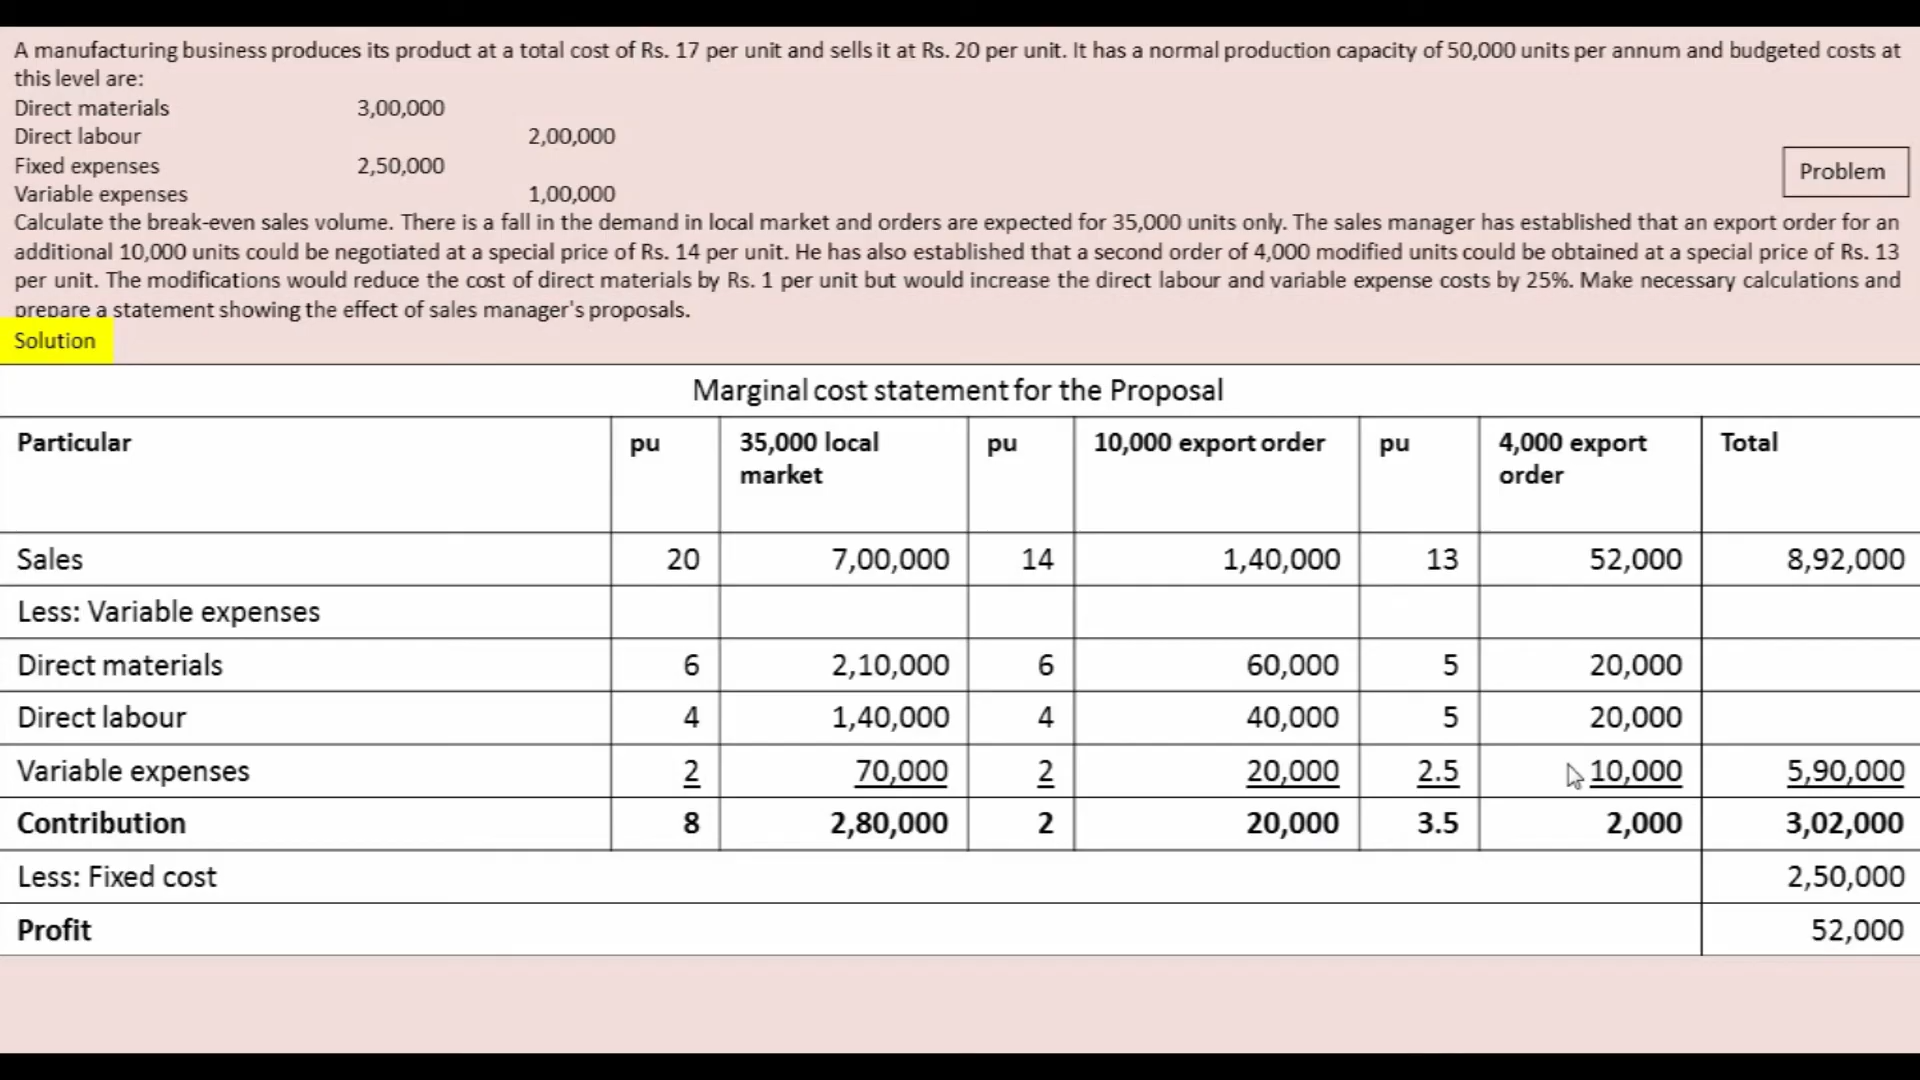 A manufacturing business produces its product at a total cost of Rs. 17 per unit and sells it at Rs. 20 per unit. It has a normal production capacity of 50,000 units per annum and budgeted costs at
this level are:
Direct materials 3,00,000
Direct labour 2,00,000
Fixed expenses 2,50,000
Problem
Variable expenses 1,00,000
Calculate the break-even sales volume. There is a fall in the demand in local market and orders are expected for 35,000 units only. The sales manager has established that an export order for an
additional 10,000 units could be negotiated at a special price of Rs. 14 per unit. He has also established that a second order of 4,000 modified units could be obtained at a special price of Rs. 13
per unit. The modifications would reduce the cost of direct materials by Rs. 1 per unit but would increase the direct labour and variable expense costs by 25%. Make necessary calculations and
prepare a statement showing the effect of sales manager's proposals.
Solution
Marginal cost statement for the Proposal
Particular pu 35,000 local market pu 10,000 export order pu 4,000 export order Total
Sales 20 7,00,000 14 1,40,000 13 52,000 8,92,000
Less: Variable expenses
Direct materials 6 2,10,000 6 60,000 5 20,000
Direct labour 4 1,40,000 4 40,000 5 20,000
Variable expenses 2 70,000 2 20,000 2.5 10,000 5,90,000
Contribution 8 2,80,000 2 20,000 3.5 2,000 3,02,000
Less: Fixed cost 2,50,000
Profit 52,000